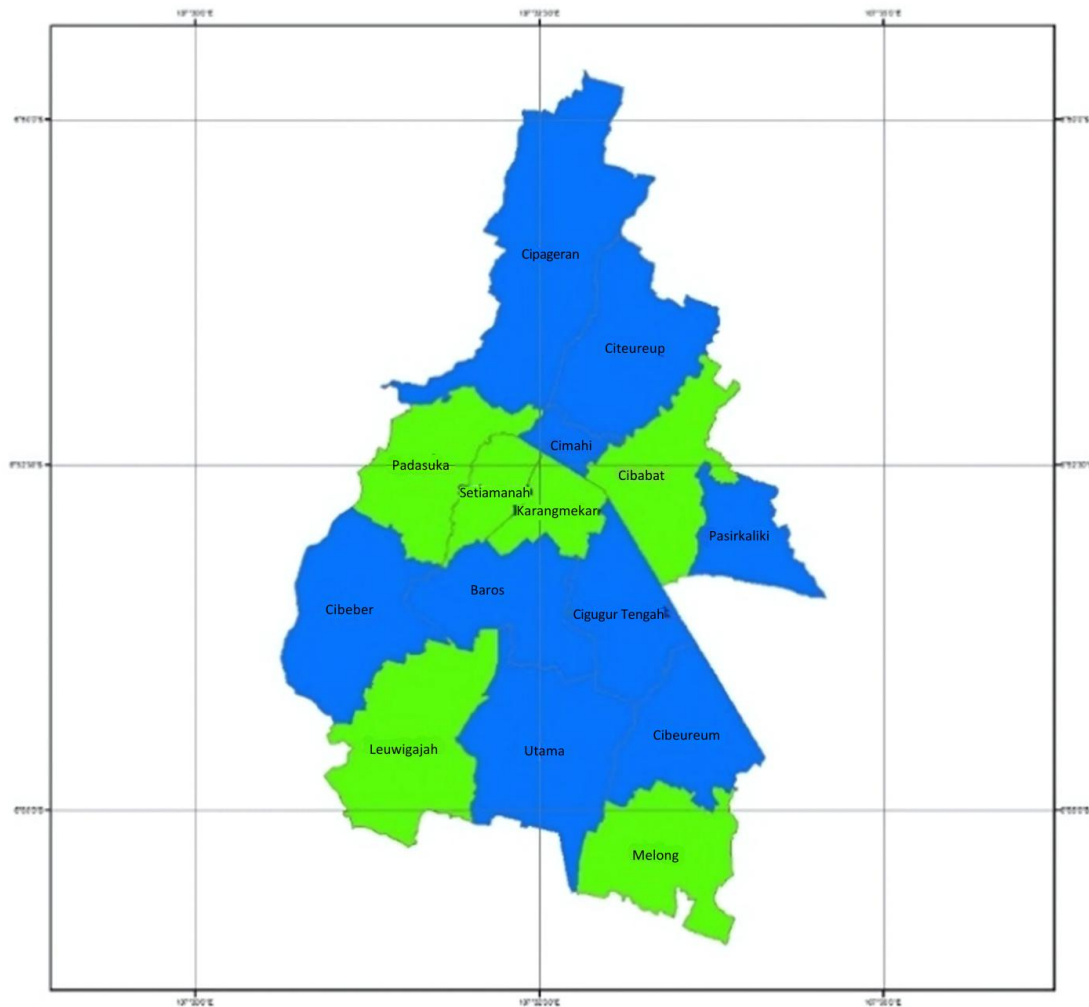 Cipageran
Citeureup
Cimahi
Padasuka
Cibabat
Setiamanah
Karangmekar
Pasirkaliki
Baros
Cibeber
Cigugur Tengah
Cibeureum
Leuwigajah
Utama
Melong